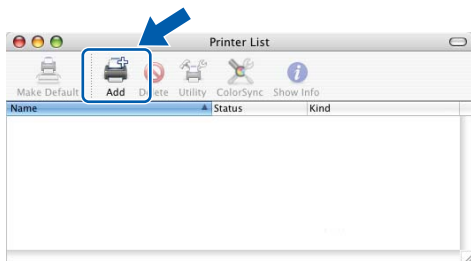 Printer List
Make Default Add Delete Utility ColorSync Show Info
Name Status Kind